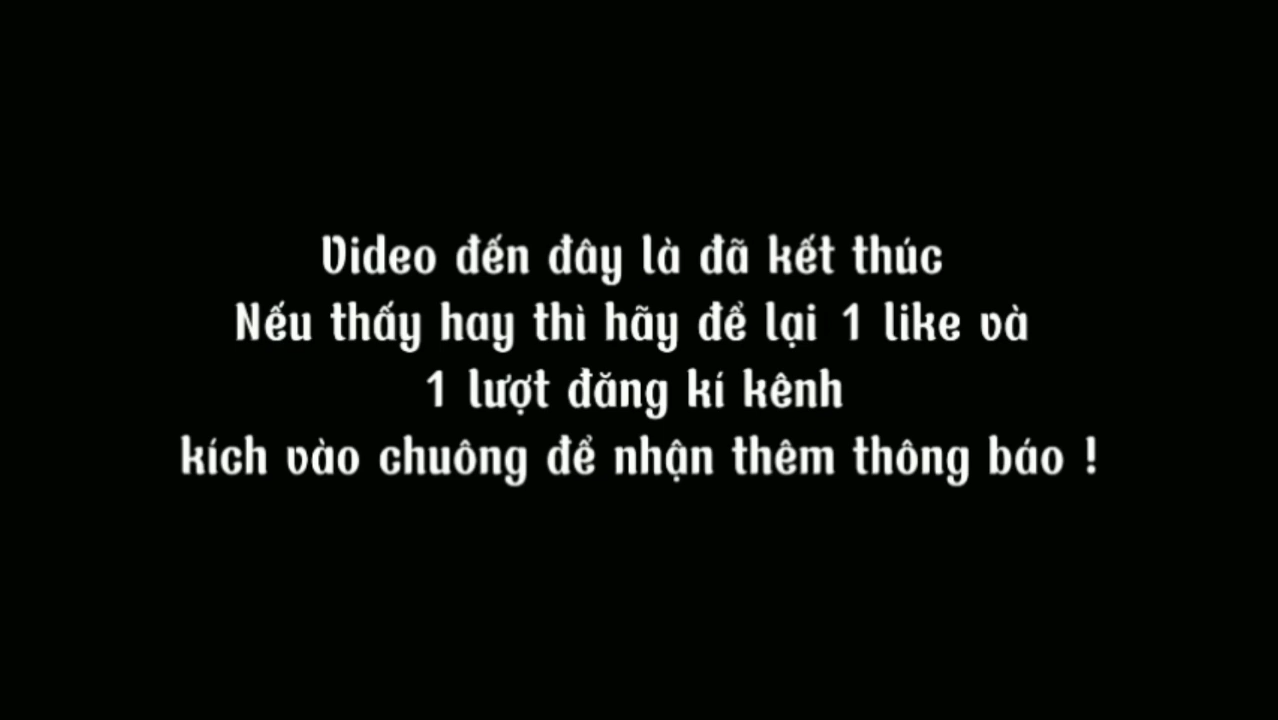 Video đến đây là đã kết thúc
Nếu thấy hay thì hãy để lại 1 like và
1 lượt đăng kí kênh
kích vào chuông để nhận thêm thông báo !